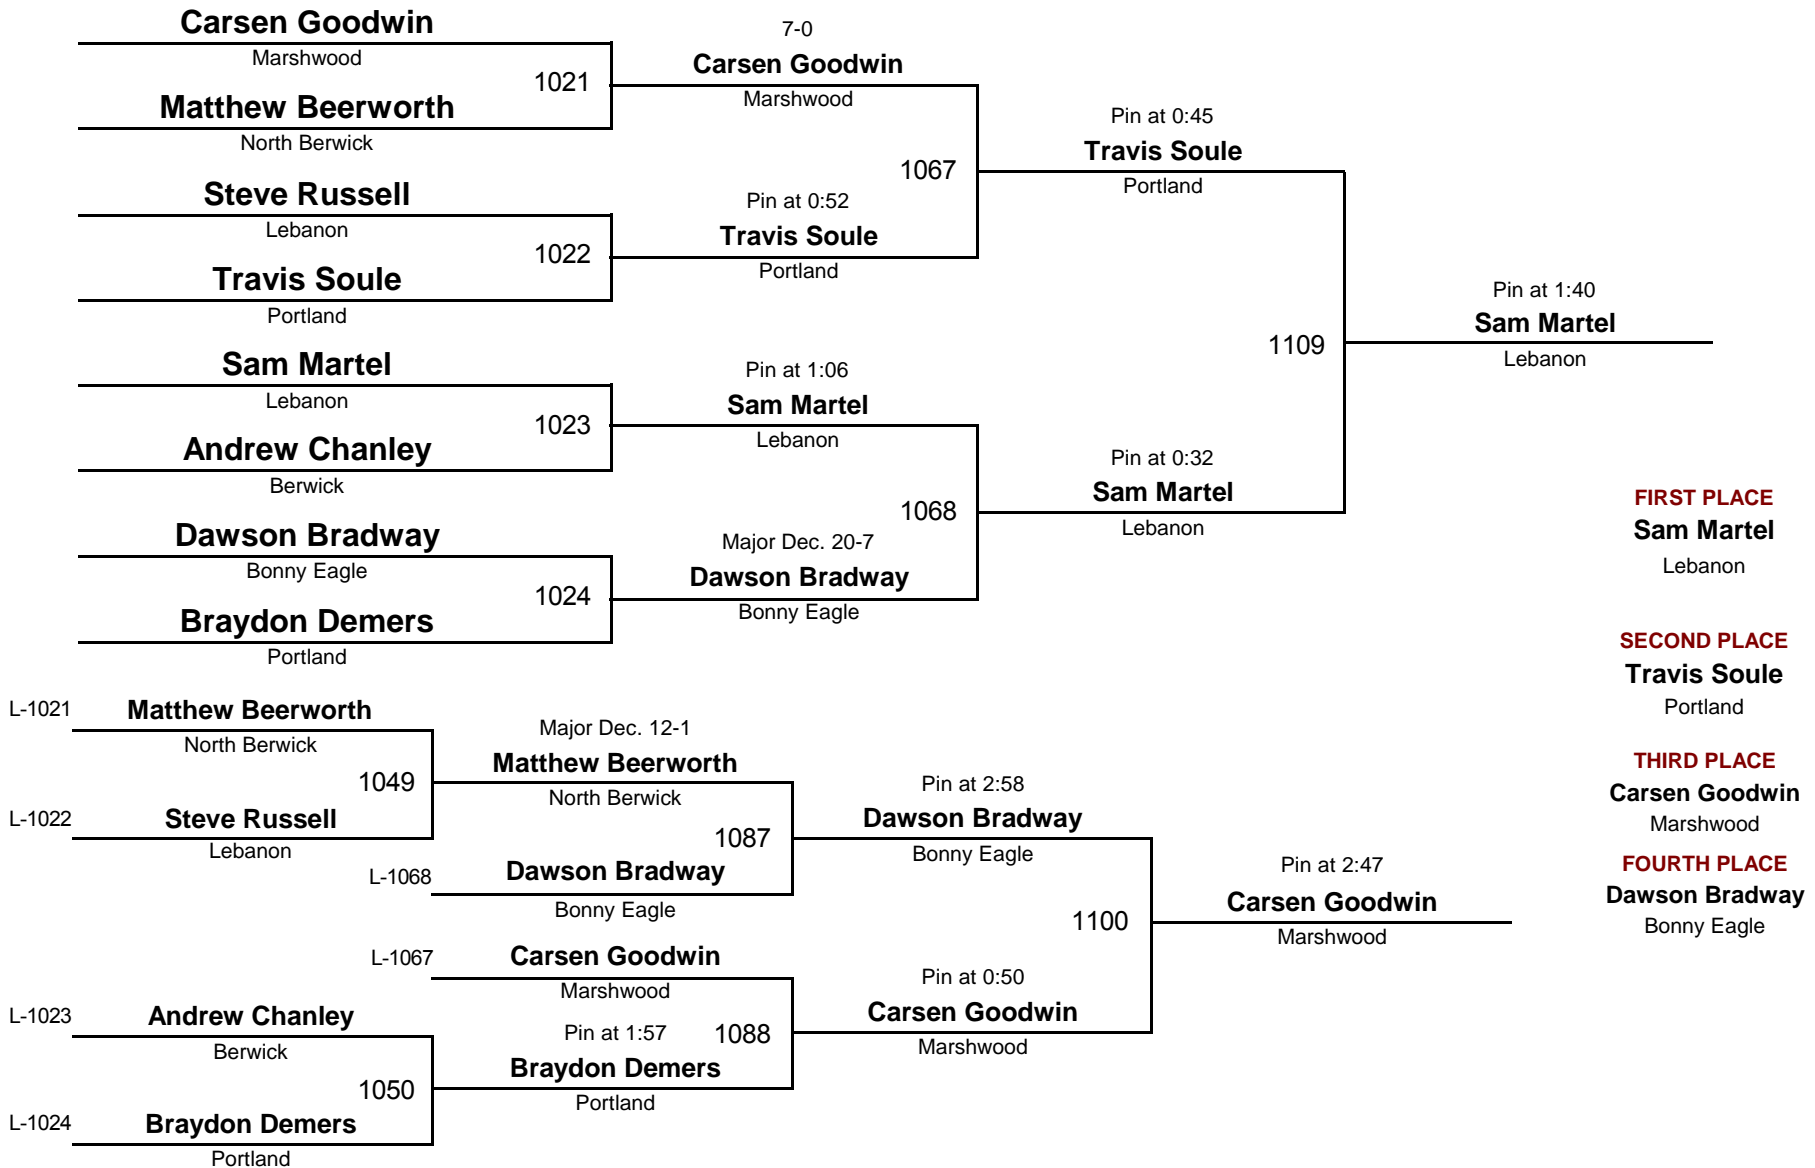 Carsen Goodwin
Marshwood
1021
Matthew Beerworth
North Berwick
Steve Russell
Lebanon
1022
Travis Soule
Portland
Sam Martel
Lebanon
1023
Andrew Chanley
Berwick
Dawson Bradway
Bonny Eagle
1024
Braydon Demers
Portland
7-0
Carsen Goodwin
Marshwood
1067
Pin at 0:52
Travis Soule
Portland
Pin at 1:06
Sam Martel
Lebanon
1068
Major Dec. 20-7
Dawson Bradway
Bonny Eagle
Pin at 0:45
Travis Soule
Portland
1109
Pin at 0:32
Sam Martel
Lebanon
Pin at 1:40
Sam Martel
Lebanon
FIRST PLACE
Sam Martel
Lebanon
SECOND PLACE
Travis Soule
Portland
THIRD PLACE
Carsen Goodwin
Marshwood
FOURTH PLACE
Dawson Bradway
Bonny Eagle
L-1021
Matthew Beerworth
North Berwick
1049
L-1022
Steve Russell
Lebanon
Major Dec. 12-1
Matthew Beerworth
North Berwick
1087
L-1068
Dawson Bradway
Bonny Eagle
L-1067
Carsen Goodwin
Marshwood
1088
L-1023
Andrew Chanley
Berwick
1050
L-1024
Braydon Demers
Portland
Pin at 1:57
Braydon Demers
Portland
Pin at 2:58
Dawson Bradway
Bonny Eagle
1100
Pin at 0:50
Carsen Goodwin
Marshwood
Pin at 2:47
Carsen Goodwin
Marshwood